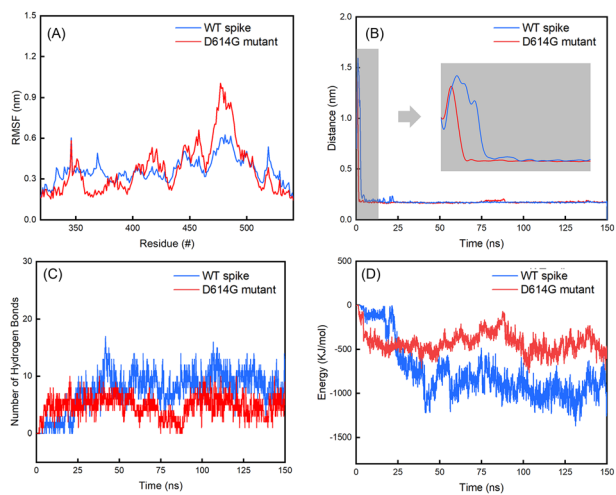 (A)
WT spike
D614G mutant
1.5
1.2
0.9
0.6
0.3
0.0
RMSF (nm)
350
400
450
500
Residue (#)
(B)
WT spike
D614G mutant
2.0
1.5
1.0
0.5
0.0
Distance (nm)
0
25
50
75
100
125
150
Time (ns)
(C)
WT spike
D614G mutant
30
20
10
0
Number of Hydrogen Bonds
0
25
50
75
100
125
150
Time (ns)
(D)
WT spike
D614G mutant
500
0
-500
-1000
-1500
Energy (KJ/mol)
0
25
50
75
100
125
150
Time (ns)